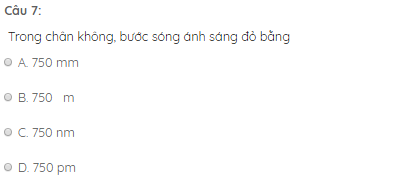 Câu 7:
Trong chân không, bước sóng ánh sáng đỏ bằng
A. 750 mm
B. 750 m
C. 750 nm
D. 750 pm